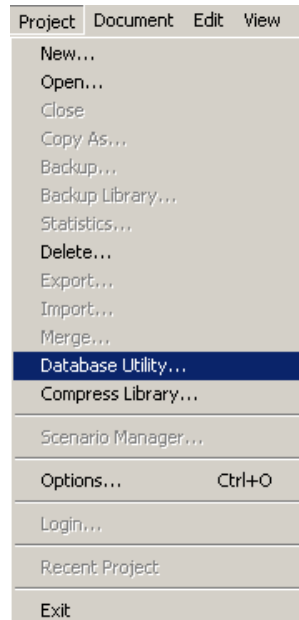 Project Document Edit View
New...
Open...
Close
Copy As...
Backup...
Backup Library...
Statistics...
Delete...
Export...
Import...
Merge...
Database Utility...
Compress Library...
Scenario Manager...
Options... Ctrl+O
Login...
Recent Project
Exit